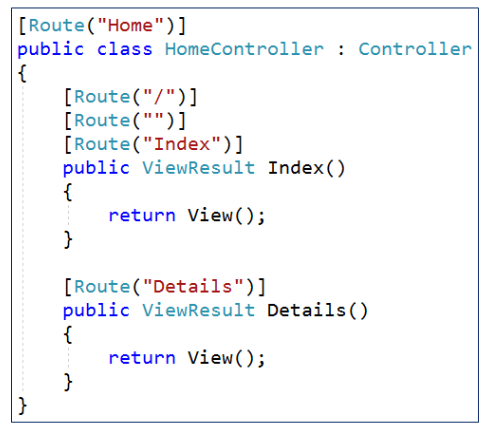 [Route("Home")]
public class HomeController : Controller
{
    [Route("/")]
    [Route("")]
    [Route("Index")]
    public ViewResult Index()
    {
        return View();
    }

    [Route("Details")]
    public ViewResult Details()
    {
        return View();
    }
}